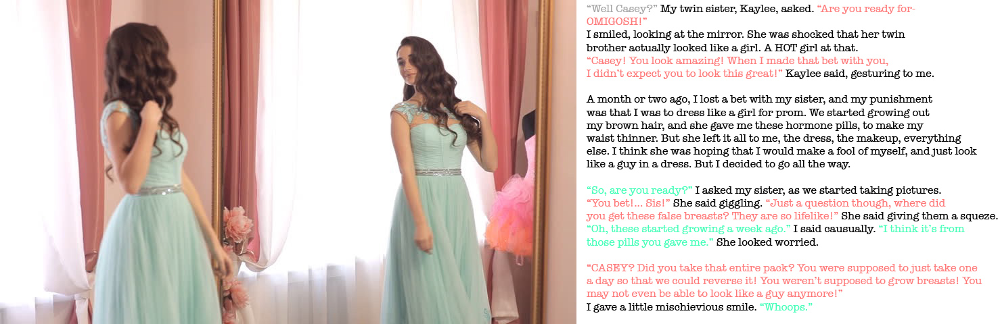 “Well Casey?” My twin sister, Kaylee, asked. “Are you ready for-
OMIGOSH!”
I smiled, looking at the mirror. She was shocked that her twin
brother actually looked like a girl. A HOT girl at that.
“Casey! You look amazing! When I made that bet with you,
I didn’t expect you to look this great!” Kaylee said, gesturing to me.
A month or two ago, I lost a bet with my sister, and my punishment
was that I was to dress like a girl for prom. We started growing out
my brown hair, and she gave me these hormone pills, to make my
waist thinner. But she left it all to me, the dress, the makeup, everything
else. I think she was hoping that I would make a fool of myself, and just look
like a guy in a dress. But I decided to go all the way.
“So, are you ready?” I asked my sister, as we started taking pictures.
“You bet!... Sis!” She said giggling. “Just a question though, where did
you get these false breasts? They are so lifelike!” She said giving them a squeze.
“Oh, these started growing a week ago.” I said causually. “I think it’s from
those pills you gave me.” She looked worried.
“CASEY? Did you take that entire pack? You were supposed to just take one
a day so that we could reverse it! You weren’t supposed to grow breasts! You
may not even be able to look like a guy anymore!”
I gave a little mischievious smile. “Whoops.”